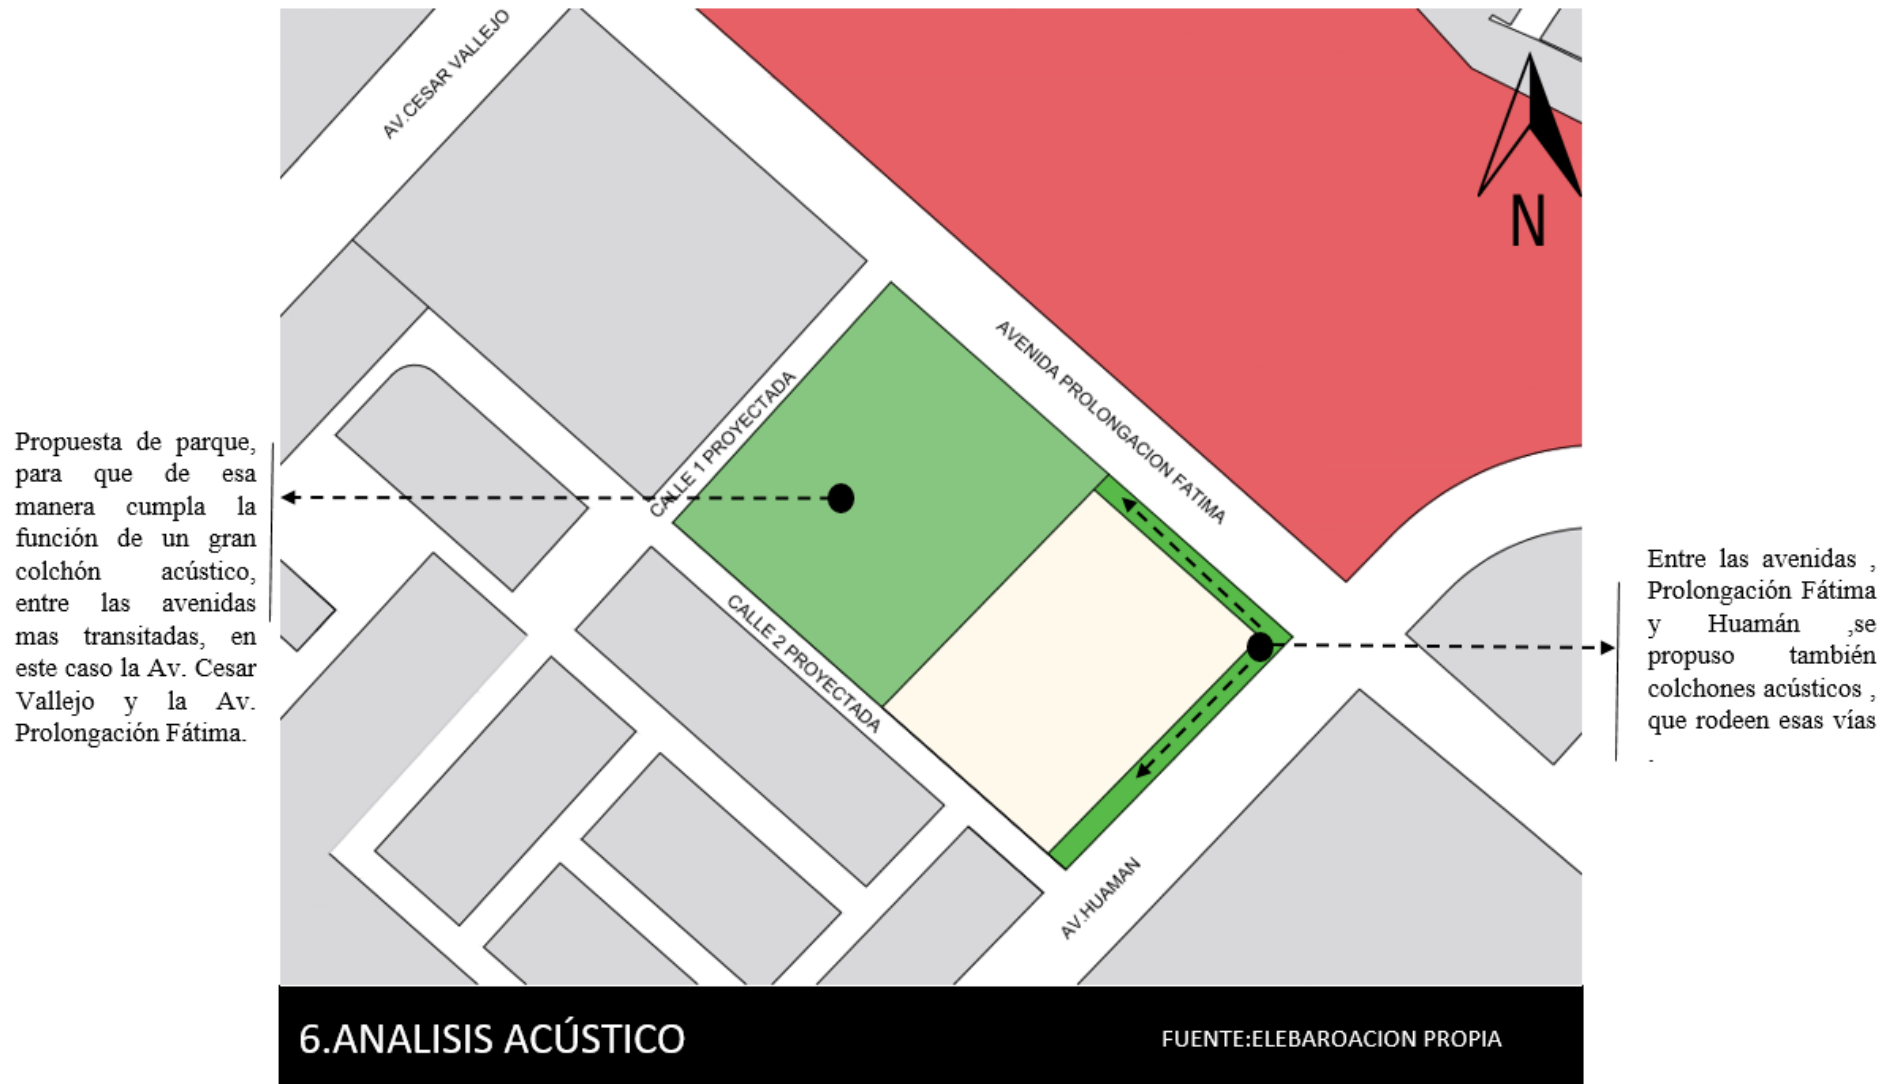 AV.CESAR VALLEJO
N
AVENIDA PROLONGACION FATIMA
CALLE 1 PROYECTADA
CALLE 2 PROYECTADA
AV.HUAMAN
Propuesta de parque,
para que de esa
manera cumpla la
función de un gran
colchón acústico,
entre las avenidas
mas transitadas, en
este caso la Av. Cesar
Vallejo y la Av.
Prolongación Fátima.
Entre las avenidas ,
Prolongación Fátima
y Huamán ,se
propuso también
colchones acústicos ,
que rodeen esas vías
.
6.ANALISIS ACÚSTICO
FUENTE:ELEBAROACION PROPIA